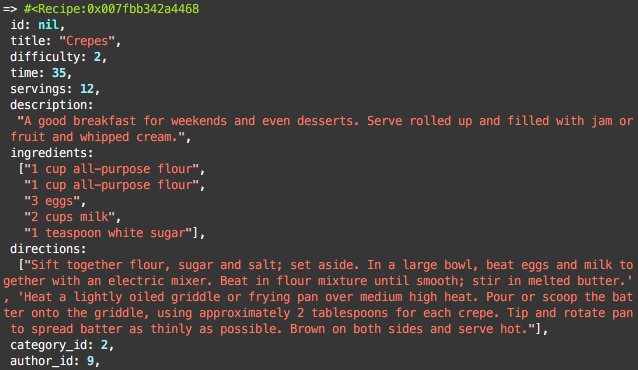 => #<Recipe:0x007fbb342a4468
id: nil,
title: "Crepes",
difficulty: 2,
time: 35,
servings: 12,
description:
"A good breakfast for weekends and even desserts. Serve rolled up and filled with jam or
fruit and whipped cream.",
ingredients:
["1 cup all-purpose flour",
"1 cup all-purpose flour",
"3 eggs",
"2 cups milk",
"1 teaspoon white sugar"],
directions:
["Sift together flour, sugar and salt; set aside. In a large bowl, beat eggs and milk to
gether with an electric mixer. Beat in flour mixture until smooth; stir in melted butter.'
, 'Heat a lightly oiled griddle or frying pan over medium high heat. Pour or scoop the bat
ter onto the griddle, using approximately 2 tablespoons for each crepe. Tip and rotate pan
to spread batter as thinly as possible. Brown on both sides and serve hot."],
category_id: 2,
author_id: 9,